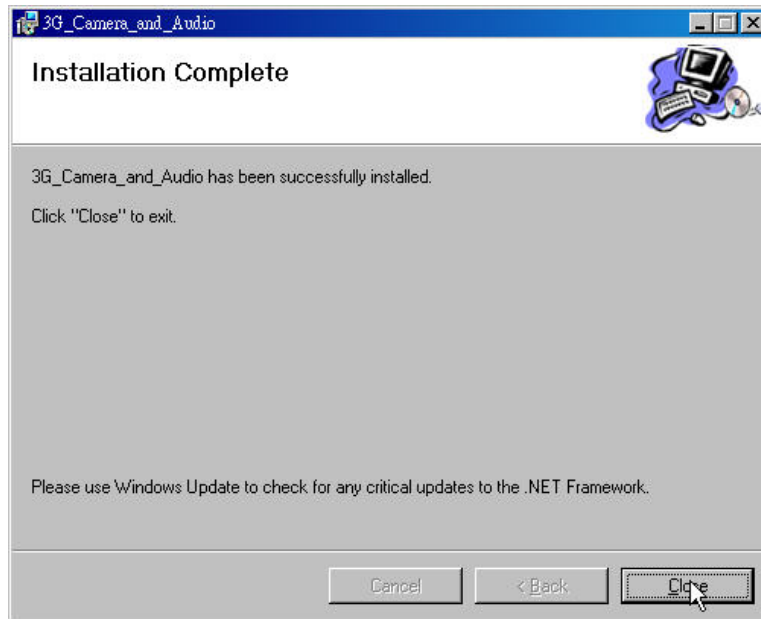 3G_Camera_and_Audio
Installation Complete
3G_Camera_and_Audio has been successfully installed.
Click "Close" to exit.
Please use Windows Update to check for any critical updates to the .NET Framework.
Cancel
< Back
Close